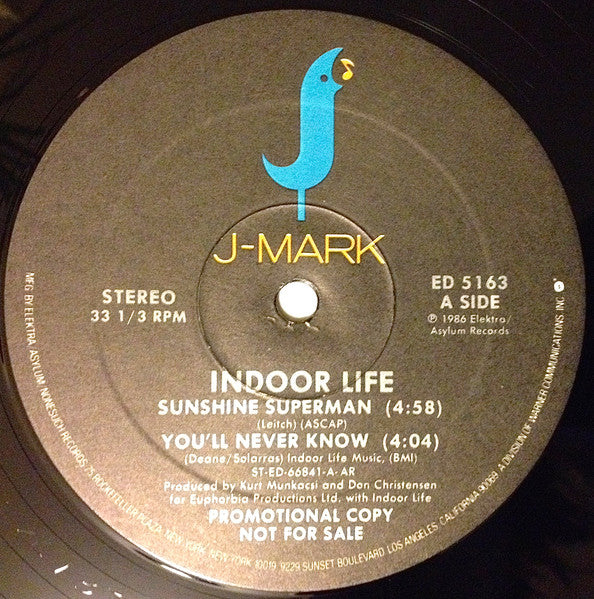 J-MARK
STEREO
33 1/3 RPM
ED 5163
A SIDE
℗ 1986 Elektra/
Asylum Records
INDOOR LIFE
SUNSHINE SUPERMAN (4:58)
(Leitch) (ASCAP)
YOU'LL NEVER KNOW (4:04)
(Deane/Solarras) Indoor Life Music, (BMI)
ST-ED-66841-A-AR
Produced by Kurt Munkacsi and Don Christensen
for Euphorbia Productions Ltd. with Indoor Life
PROMOTIONAL COPY
NOT FOR SALE
MFG BY ELEKTRA ASYLUM/NONESUCH RECORDS, 75 ROCKEFELLER PLAZA, NEW YORK, NEW YORK 10019 9229 SUNSET BOULEVARD LOS ANGELES, CALIFORNIA 90069 A DIVISION OF WARNER COMMUNICATIONS INC.